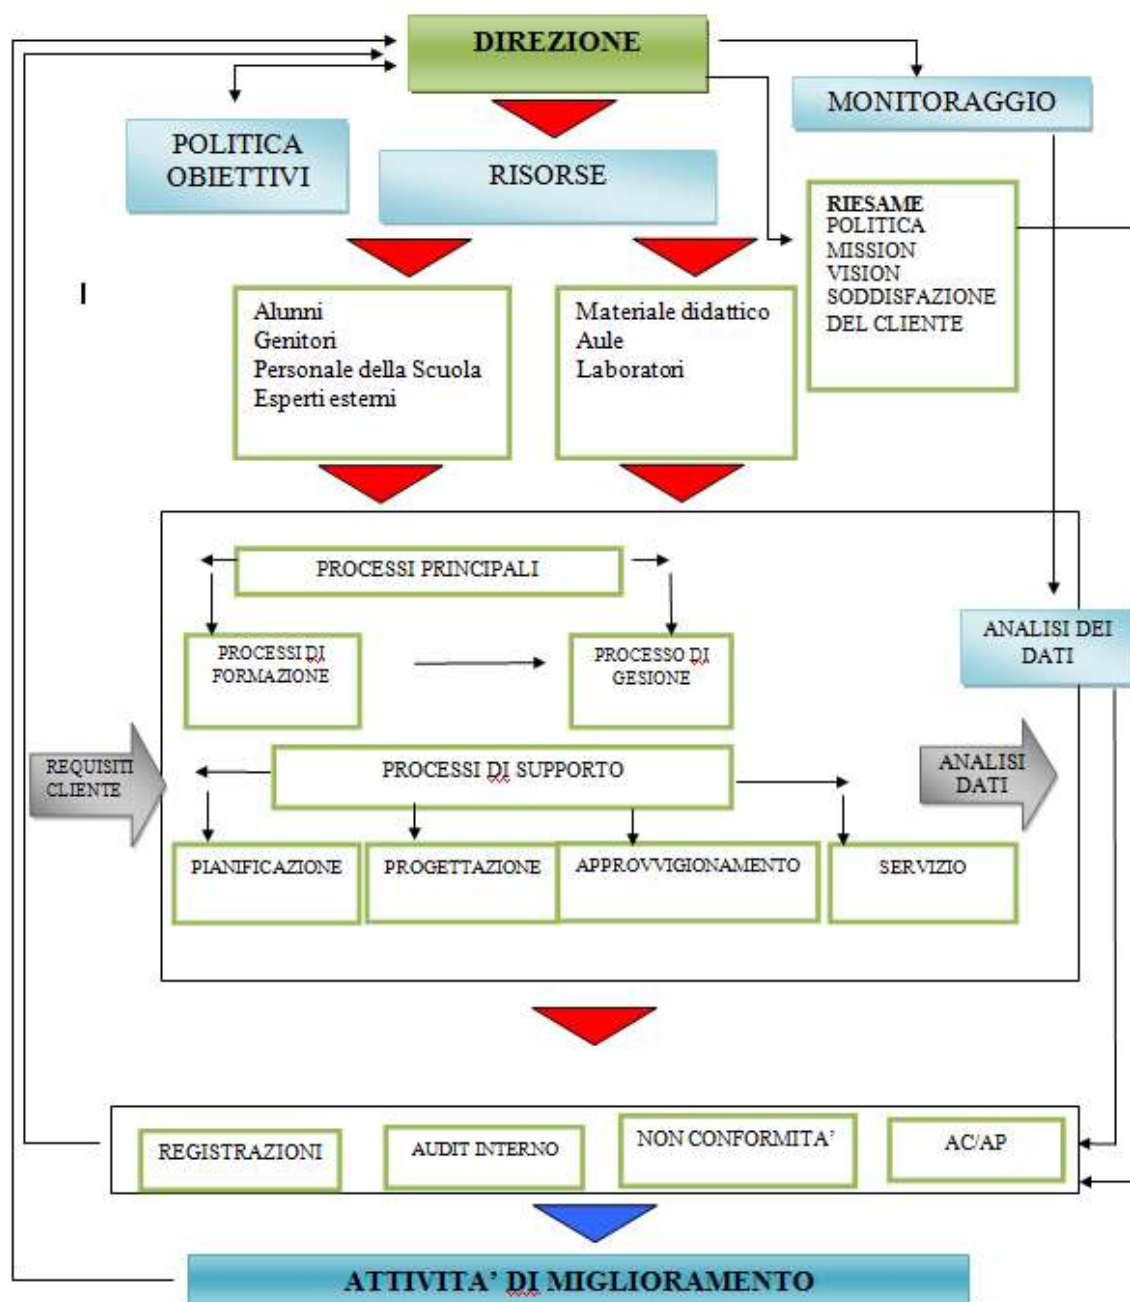 DIREZIONE
MONITORAGGIO
POLITICA
OBIETTIVI
RISORSE
RIESAME
POLITICA
MISSION
VISION
SODDISFAZIONE
DEL CLIENTE
Alunni
Genitori
Personale della Scuola
Esperti esterni
Materiale didattico
Aule
Laboratori
PROCESSI PRINCIPALI
PROCESSI DI
FORMAZIONE
PROCESSO DI
GESIONE
ANALISI DEI
DATI
REQUISITI
CLIENTE
PROCESSI DI SUPPORTO
ANALISI
DATI
PIANIFICAZIONE
PROGETTAZIONE
APPROVVIGIONAMENTO
SERVIZIO
REGISTRAZIONI
AUDIT INTERNO
NON CONFORMITA’
AC/AP
ATTIVITA’ DI MIGLIORAMENTO